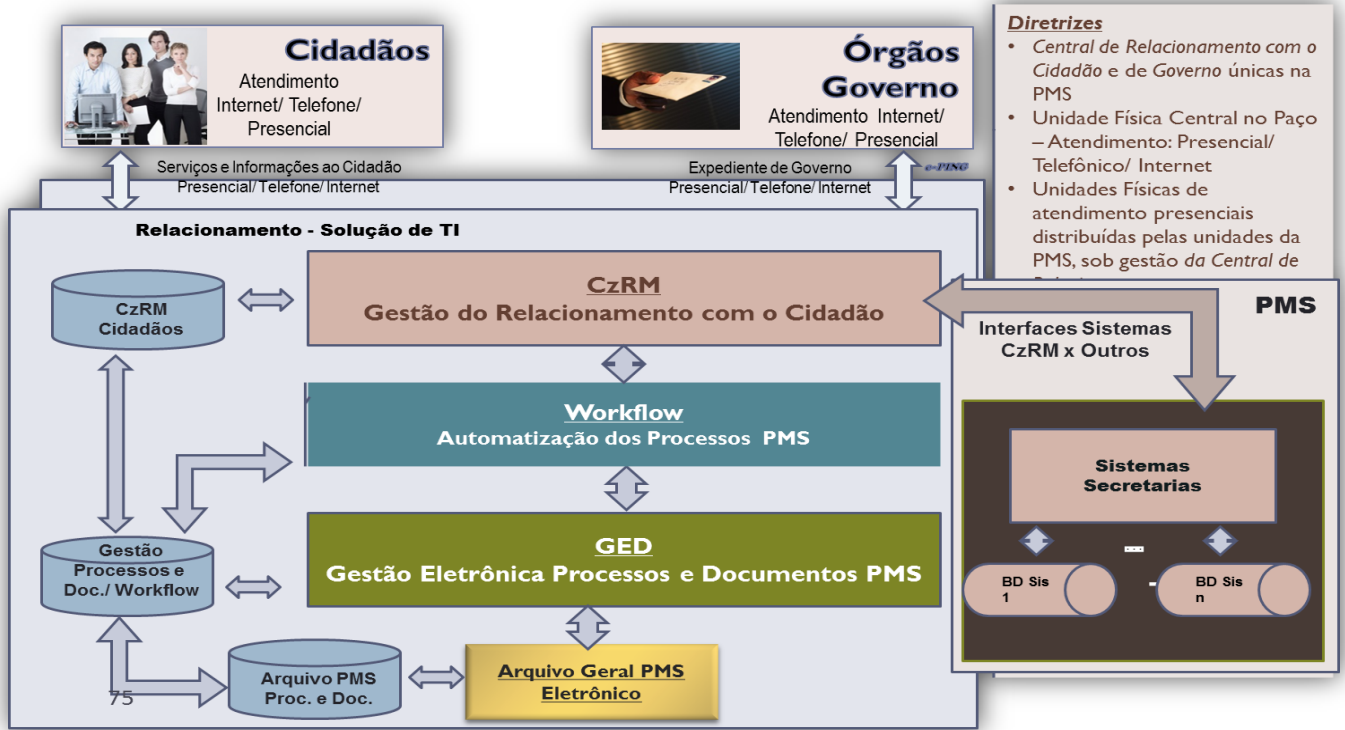 Cidadãos
Atendimento
Internet/ Telefone/
Presencial
Órgãos
Governo
Atendimento Internet/
Telefone/ Presencial
Diretrizes
• Central de Relacionamento com o
Cidadão e de Governo únicas na
PMS
• Unidade Física Central no Paço
– Atendimento: Presencial/
Telefônico/ Internet
• Unidades Físicas de
atendimento presenciais
distribuídas pelas unidades da
PMS, sob gestão da Central de
Serviços e Informações ao Cidadão
Presencial/ Telefone/ Internet
Expediente de Governo
Presencial/ Telefone/ Internet
e-PING
Relacionamento - Solução de TI
CzRM
Cidadãos
CzRM
Gestão do Relacionamento com o Cidadão
PMS
Interfaces Sistemas
CzRM x Outros
Workflow
Automatização dos Processos PMS
Sistemas
Secretarias
...
BD Sis
1
-
BD Sis
n
Gestão
Processos e
Doc./ Workflow
GED
Gestão Eletrônica Processos e Documentos PMS
Arquivo PMS
Proc. e Doc.
Arquivo Geral PMS
Eletrônico
75